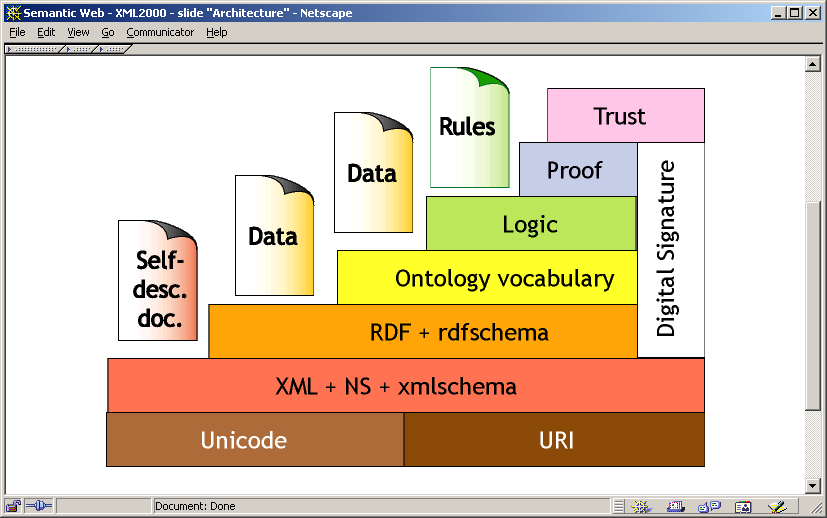 Semantic Web - XML2000 - slide "Architecture" - Netscape
File Edit View Go Communicator Help
Rules
Trust
Data
Proof
Data
Logic
Self-
desc.
doc.
Ontology vocabulary
Digital Signature
RDF + rdfschema
XML + NS + xmlschema
Unicode URI
Document: Done